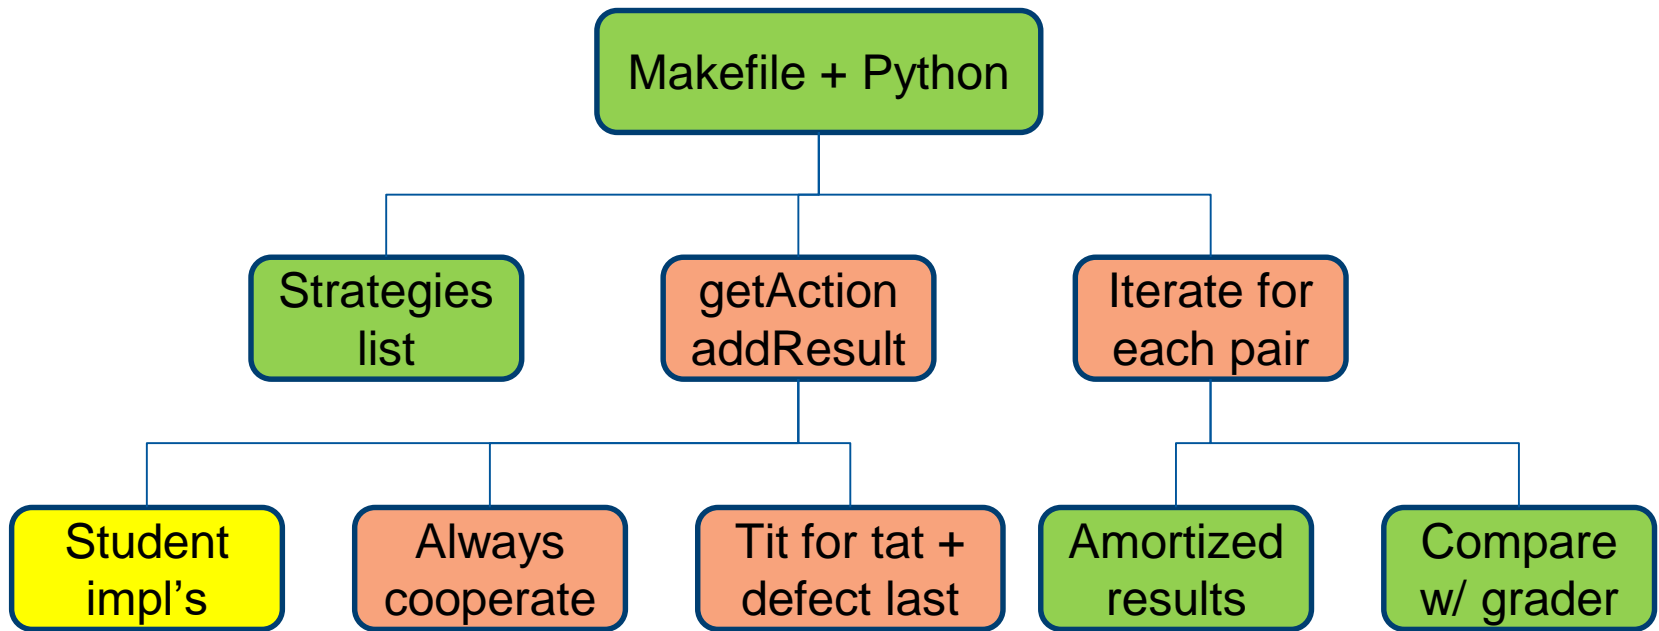 Makefile + Python
Strategies
list
getAction
addResult
Iterate for
each pair
Student
impl’s
Always
cooperate
Tit for tat +
defect last
Amortized
results
Compare
w/ grader